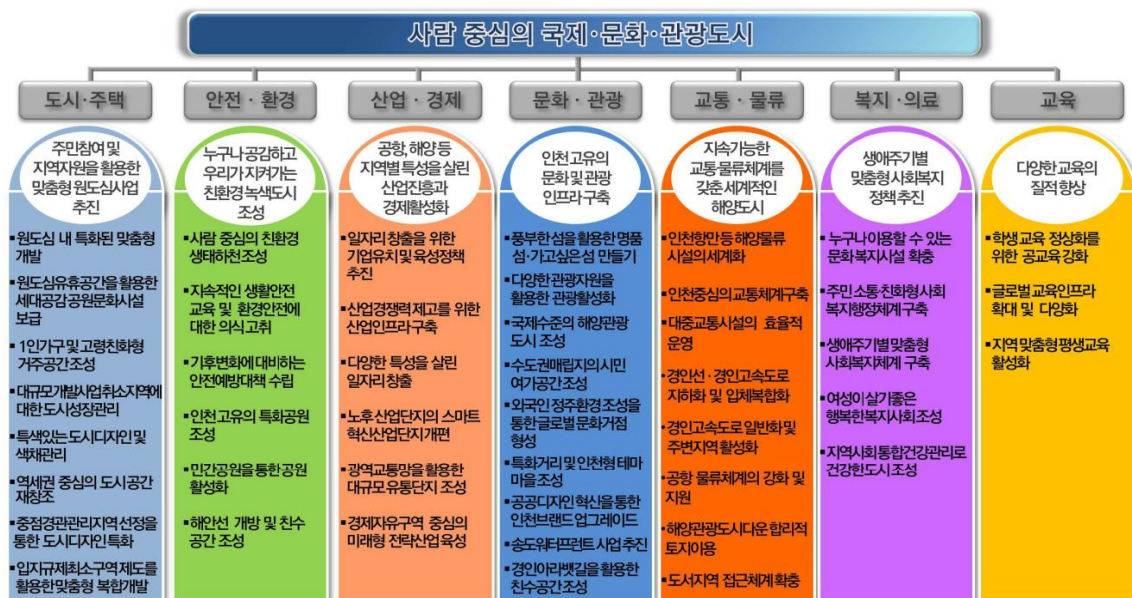 사람 중심의 국제·문화·관광도시
도시·주택
주민참여 및
지역자원을 활용한
맞춤형 원도심사업
추진
▪원도심 내 특화된 맞춤형
개발
▪원도심유휴공간을 활용한
세대공감 공원문화시설
보급
▪1인가구 및 고령친화형
거주공간 조성
▪대규모개발사업취소지역에
대한 도시성장관리
▪특색있는 도시디자인 및
색채관리
▪역세권 중심의 도시 공간
재창조
▪중점경관관리지역 선정을
통한 도시디자인 특화
▪입지규제최소구역 제도를
활용한 맞춤형 복합개발
안전·환경
누구나 공감하고
우리가 지켜가는
친환경 녹색도시
조성
▪사람 중심의 친환경
생태하천 조성
▪지속적인 생활안전
교육 및 환경안전에
대한 의식 고취
▪기후변화에 대비하는
안전예방대책 수립
▪인천 고유의 특화공원
조성
▪민간공원을 통한 공원
활성화
▪해안선 개방 및 친수
공간 조성
산업·경제
공항, 해양 등
지역별 특성을 살린
산업진흥과
경제활성화
▪일자리 창출을 위한
기업유치 및 육성정책
추진
▪산업경쟁력 제고를 위한
산업인프라 구축
▪다양한 특성을 살린
일자리 창출
▪노후 산업단지의 스마트
혁신산업단지 개편
▪광역교통망을 활용한
대규모 유통단지 조성
▪경제자유구역 중심의
미래형 전략산업 육성
문화·관광
인천 고유의
문화 및 관광
인프라 구축
▪풍부한 섬을 활용한 명품
섬·가고싶은 섬 만들기
▪다양한 관광자원을
활용한 관광활성화
▪국제수준의 해양관광
도시 조성
▪수도권매립지의 시민
여가공간 조성
▪외국인 정주환경 조성을
통한 글로벌 문화거점
형성
▪특화거리 및 인천형 테마
마을 조성
▪공공디자인 혁신을 통한
인천브랜드 업그레이드
▪송도워터프런트 사업 추진
▪경인아라뱃길을 활용한
친수공간 조성
교통·물류
지속가능한
교통·물류체계를
갖춘 세계적인
해양도시
▪인천항만 등 해양물류
시설의 세계화
▪인천중심의 교통체계구축
▪대중교통시설의 효율적
운영
▪경인선·경인고속도로
지하화 및 입체복합화
▪경인고속도로 일반화 및
주변지역 활성화
▪공항 물류체계의 강화 및
지원
▪해양관광도시다운 합리적
토지이용
▪도서지역 접근체계 확충
복지·의료
생애주기별
맞춤형 사회복지
정책 추진
▪누구나 이용할 수 있는
문화 복지시설 확충
▪주민 소통·친화형 사회
복지행정체계 구축
▪생애주기별 맞춤형
사회복지체계 구축
▪여성이 살기좋은
행복한 복지사회 조성
▪지역사회 통합건강관리로
건강한 도시 조성
교육
다양한 교육의
질적 향상
▪학생 교육 정상화를
위한 공교육 강화
▪글로벌 교육인프라
확대 및 다양화
▪지역 맞춤형 평생교육
활성화